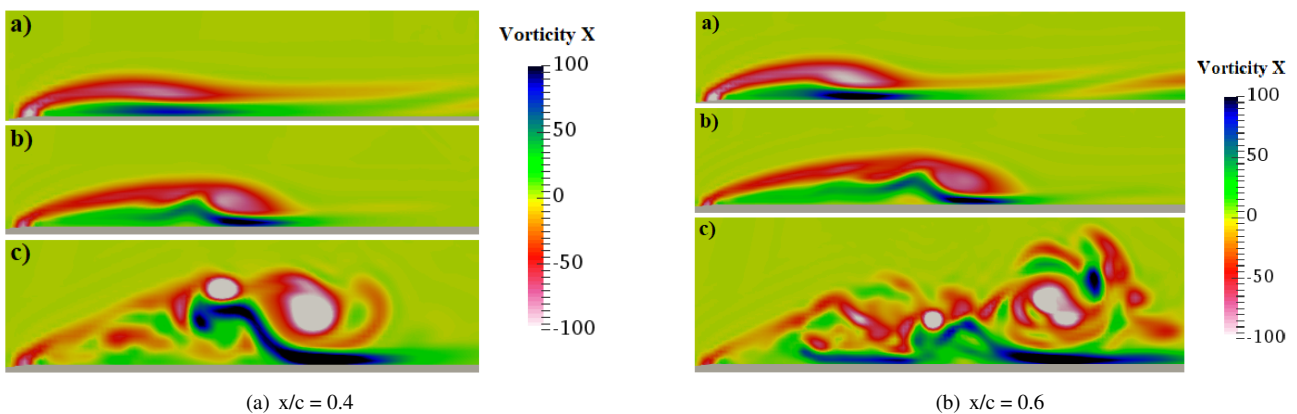 a)
b)
c)
Vorticity X
100
50
0
-50
-100
(a) x/c = 0.4
a)
b)
c)
Vorticity X
100
50
0
-50
-100
(b) x/c = 0.6